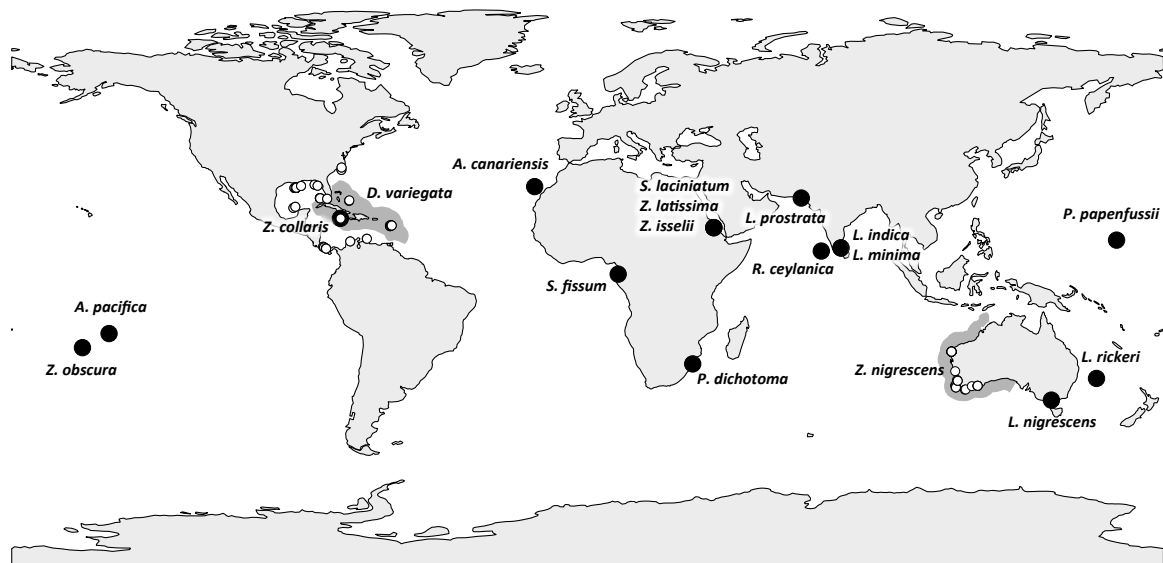 A. canariensis
D. variegata
S. laciniatum
Z. latissima
Z. isselii
L. prostrata
P. papenfussii
Z. collaris
L. indica
L. minima
R. ceylanica
S. fissum
A. pacifica
Z. obscura
P. dichotoma
Z. nigrescens
L. rickeri
L. nigrescens